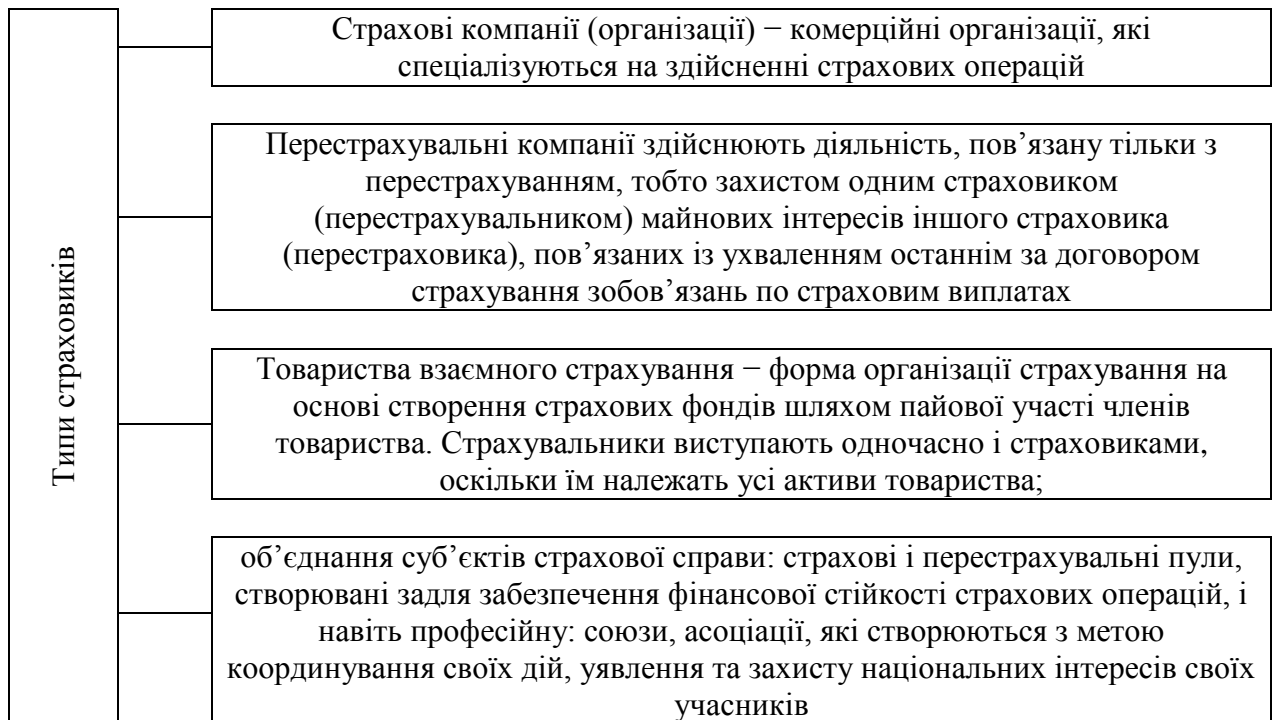 Типи страховиків
Страхові компанії (організації) − комерційні організації, які
спеціалізуються на здійсненні страхових операцій
Перестрахувальні компанії здійснюють діяльність, пов’язану тільки з
перестрахуванням, тобто захистом одним страховиком
(перестрахувальником) майнових інтересів іншого страховика
(перестраховика), пов’язаних із ухваленням останнім за договором
страхування зобов’язань по страховим виплатах
Товариства взаємного страхування − форма організації страхування на
основі створення страхових фондів шляхом пайової участі членів
товариства. Страхувальники виступають одночасно і страховиками,
оскільки їм належать усі активи товариства;
об’єднання суб’єктів страхової справи: страхові і перестрахувальні пули,
створювані задля забезпечення фінансової стійкості страхових операцій, і
навіть професійну: союзи, асоціації, які створюються з метою
координування своїх дій, уявлення та захисту національних інтересів своїх
учасників